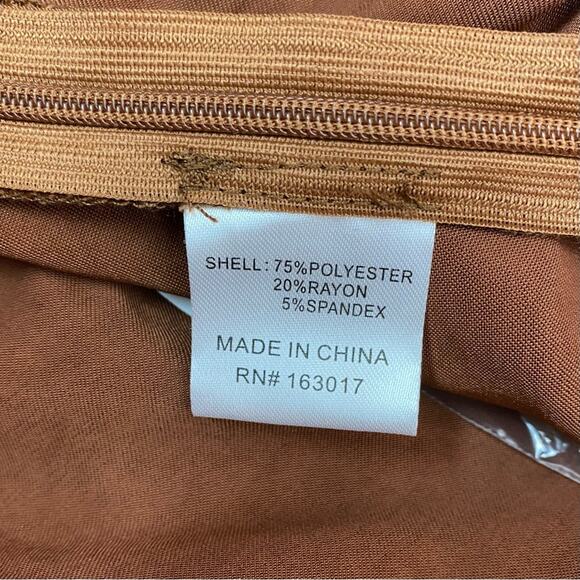 SHELL: 75%POLYESTER
20%RAYON
5%SPANDEX
MADE IN CHINA
RN# 163017